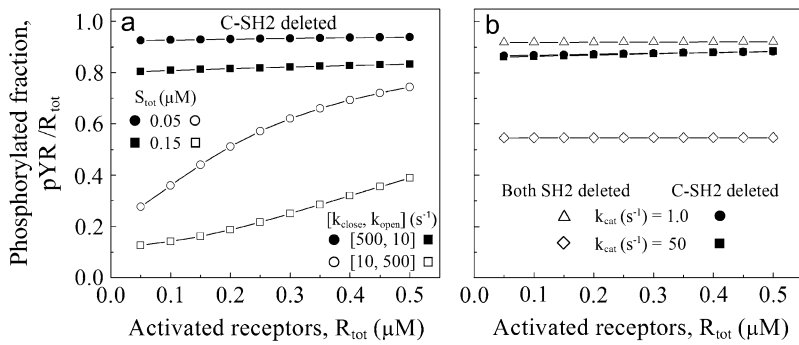 Phosphorylated fraction,
pYR /R_tot
1.0
0.8
0.6
0.4
0.2
0.0
a
C-SH2 deleted
S_tot (μM)
● 0.05 ○
■ 0.15 □
[k_close, k_open] (s⁻¹)
● [500, 10] ■
○ [10, 500] □
0.0 0.1 0.2 0.3 0.4 0.5
Activated receptors, R_tot (μM)
b
Both SH2 deleted C-SH2 deleted
△ k_cat (s⁻¹) = 1.0 ●
◇ k_cat (s⁻¹) = 50 ■
0.0 0.1 0.2 0.3 0.4 0.5
Activated receptors, R_tot (μM)